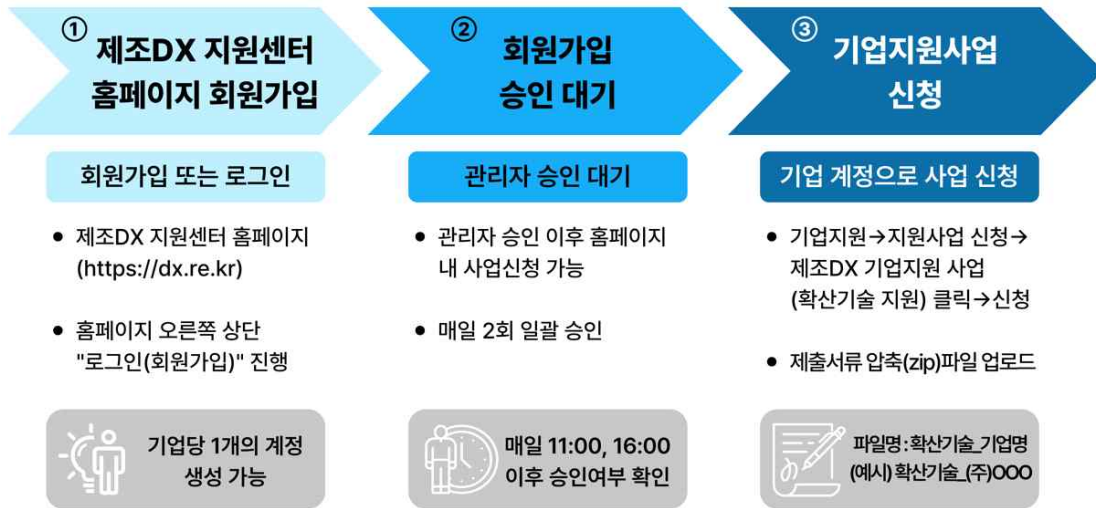 ①
제조DX 지원센터
홈페이지 회원가입
회원가입 또는 로그인
• 제조DX 지원센터 홈페이지
(https://dx.re.kr)
• 홈페이지 오른쪽 상단
"로그인(회원가입)" 진행
기업당 1개의 계정
생성 가능
②
회원가입
승인 대기
관리자 승인 대기
• 관리자 승인 이후 홈페이지
내 사업신청 가능
• 매일 2회 일괄 승인
매일 11:00, 16:00
이후 승인여부 확인
③
기업지원사업
신청
기업 계정으로 사업 신청
• 기업지원→지원사업 신청→
제조DX 기업지원 사업
(확산기술 지원) 클릭→신청
• 제출서류 압축(zip)파일 업로드
파일명 : 확산기술_기업명
(예시) 확산기술_(주)OOO